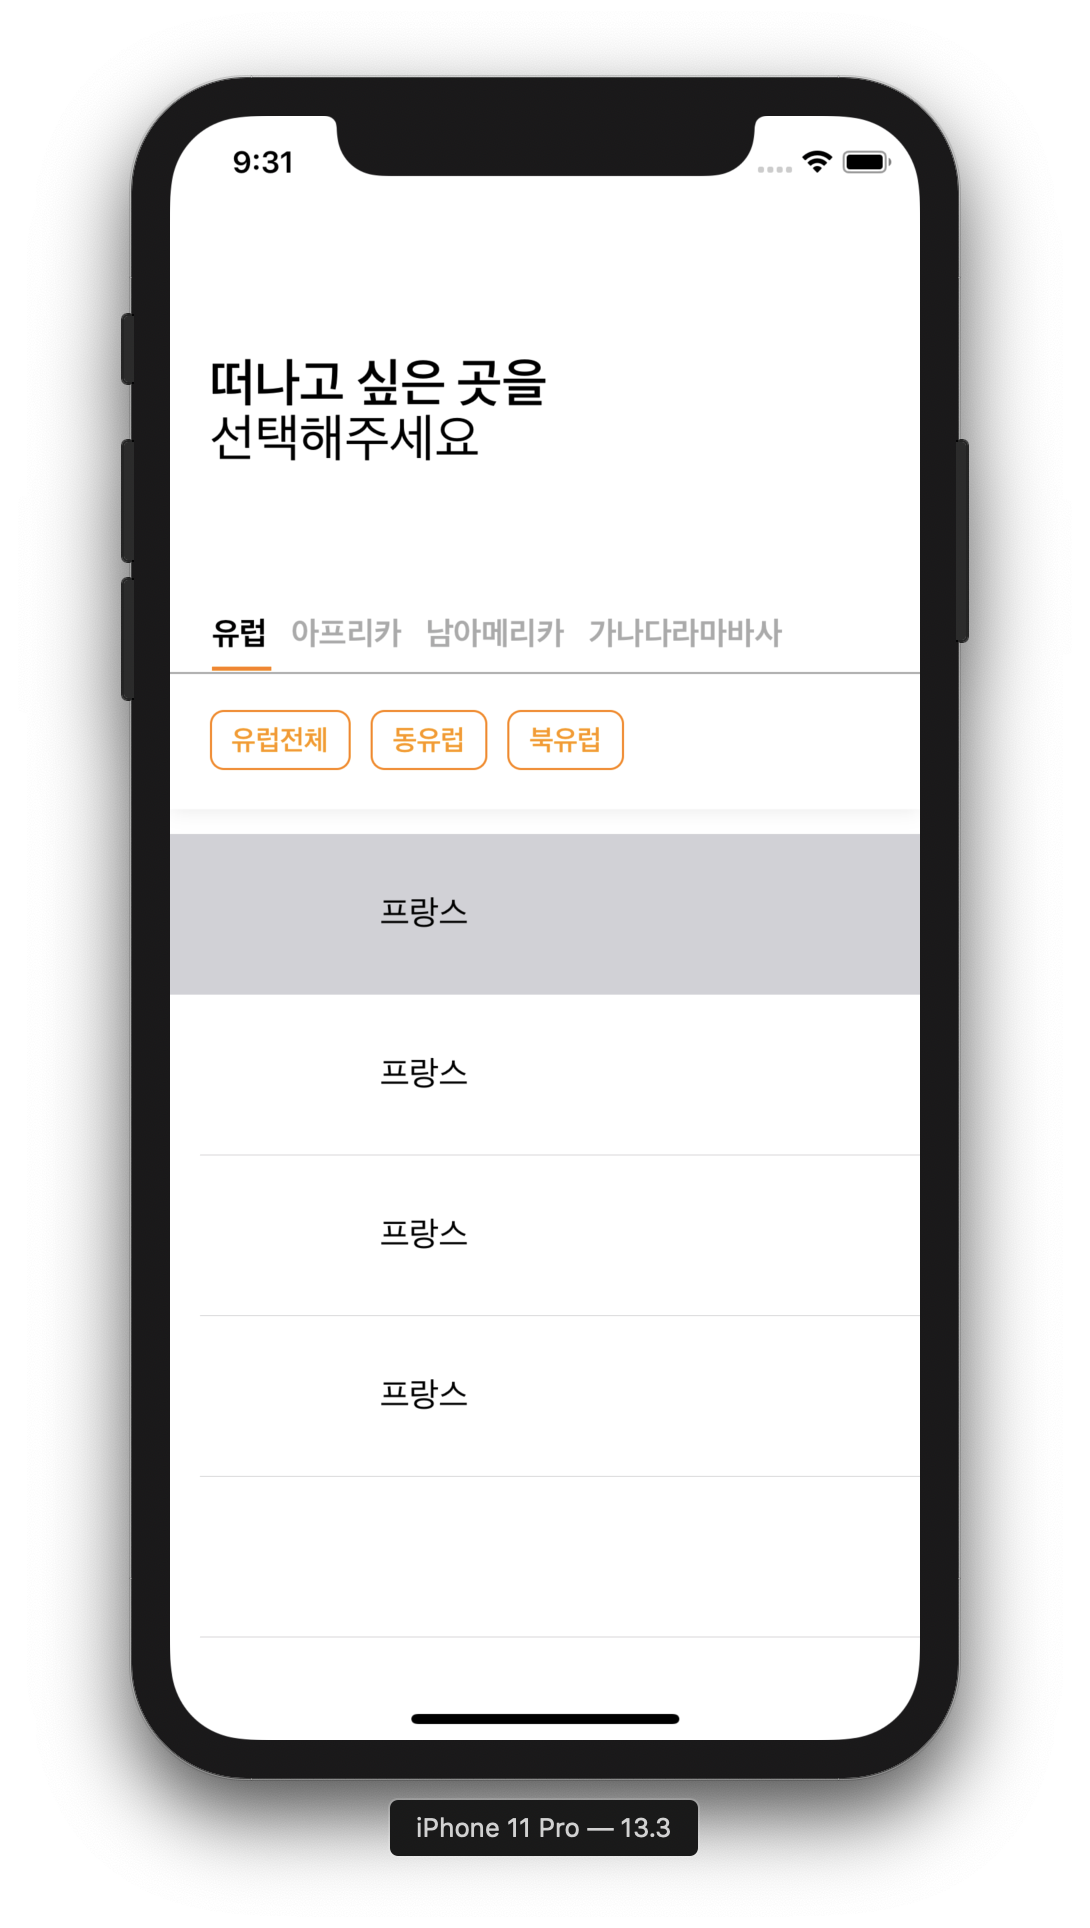 9:31
떠나고 싶은 곳을
선택해주세요
유럽 아프리카 남아메리카 가나다라마바사
유럽전체 동유럽 북유럽
프랑스
프랑스
프랑스
프랑스
iPhone 11 Pro — 13.3